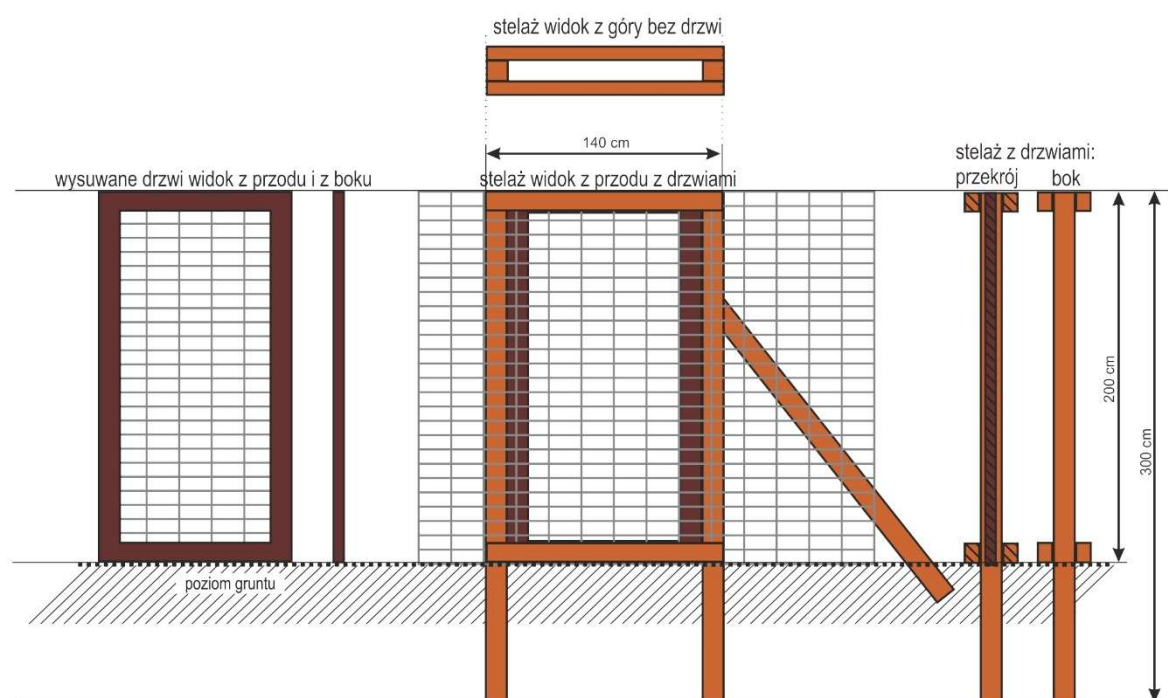 stelaż widok z góry bez drzwi
140 cm
wysuwane drzwi widok z przodu i z boku
stelaż widok z przodu z drzwiami
stelaż z drzwiami:
przekrój
bok
200 cm
300 cm
poziom gruntu